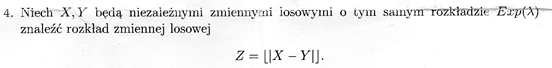 4. Niech X, Y będą niezależnymi zmiennymi losowymi o tym samym rozkładzie Exp(λ)
znaleźć rozkład zmiennej losowej
Z = ⌊|X − Y|⌋.